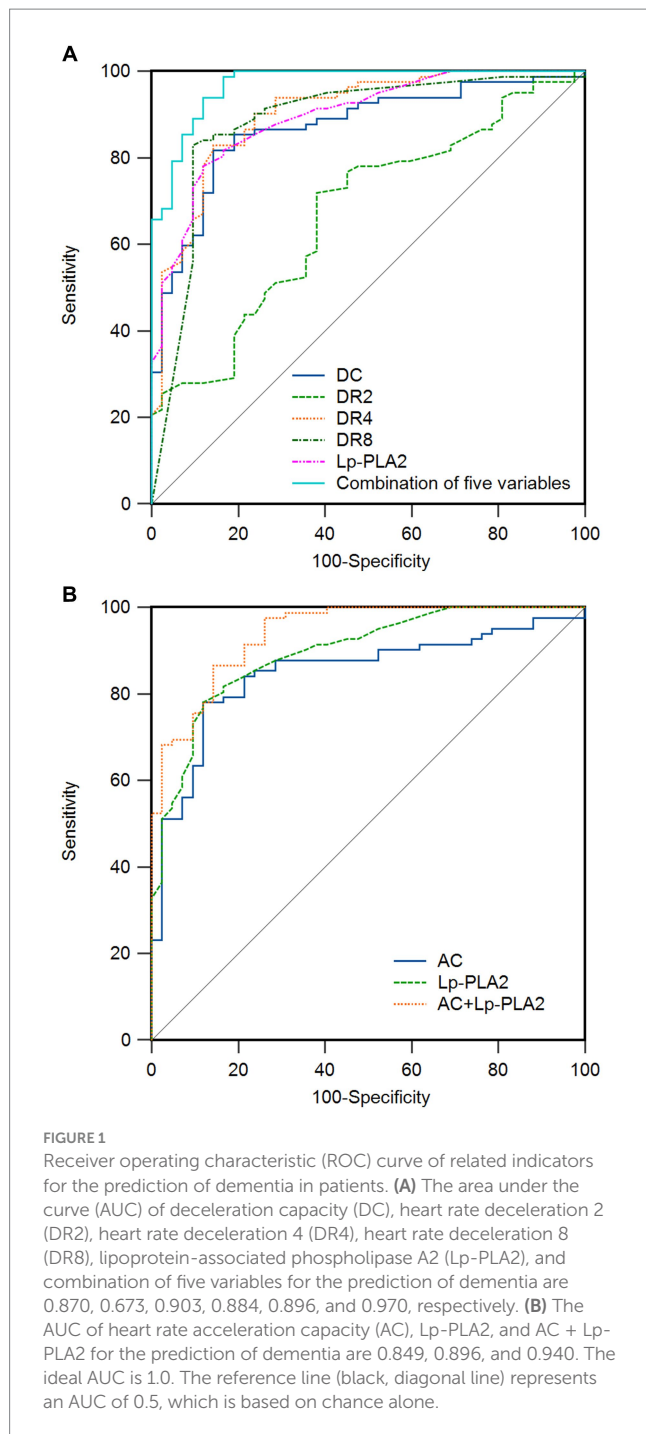 A
100
80
60
40
20
0
Sensitivity
DC
DR2
DR4
DR8
Lp-PLA2
Combination of five variables
0 20 40 60 80 100
100-Specificity
B
100
80
60
40
20
0
Sensitivity
AC
Lp-PLA2
AC+Lp-PLA2
0 20 40 60 80 100
100-Specificity
FIGURE 1
Receiver operating characteristic (ROC) curve of related indicators
for the prediction of dementia in patients. (A) The area under the
curve (AUC) of deceleration capacity (DC), heart rate deceleration 2
(DR2), heart rate deceleration 4 (DR4), heart rate deceleration 8
(DR8), lipoprotein-associated phospholipase A2 (Lp-PLA2), and
combination of five variables for the prediction of dementia are
0.870, 0.673, 0.903, 0.884, 0.896, and 0.970, respectively. (B) The
AUC of heart rate acceleration capacity (AC), Lp-PLA2, and AC + Lp-
PLA2 for the prediction of dementia are 0.849, 0.896, and 0.940. The
ideal AUC is 1.0. The reference line (black, diagonal line) represents
an AUC of 0.5, which is based on chance alone.